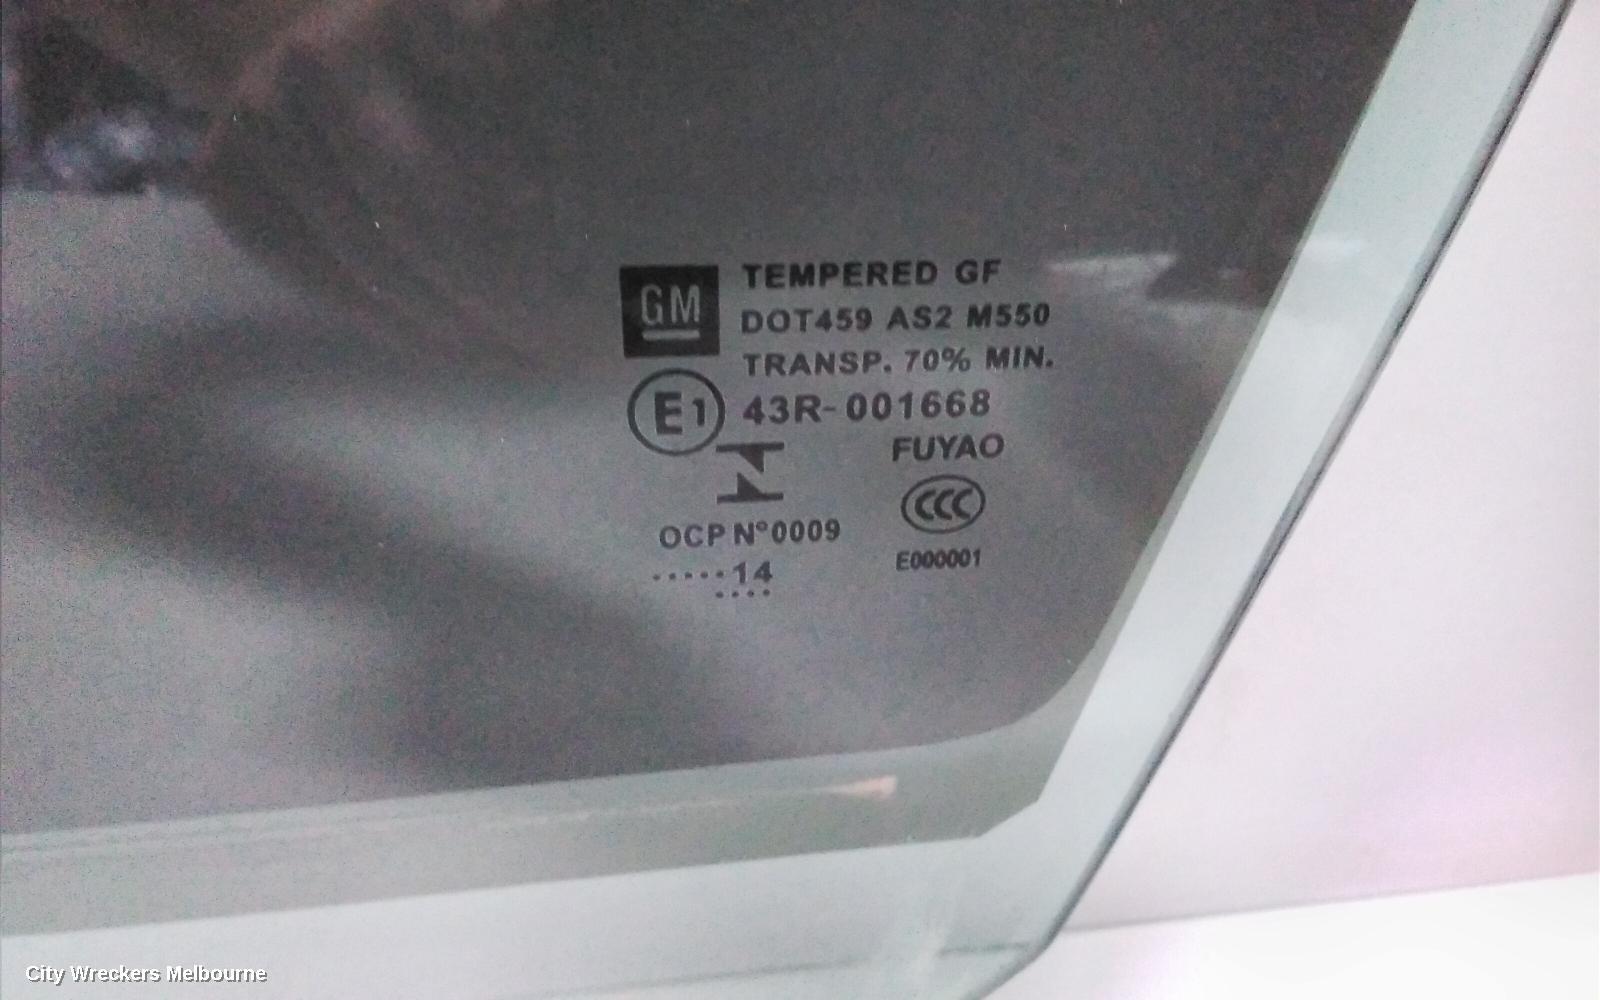 GM
TEMPERED GF
DOT459 AS2 M550
TRANSP. 70% MIN.
E1 43R-001668
FUYAO
CCC
OCP N°0009
E000001
.....14
....
City Wreckers Melbourne